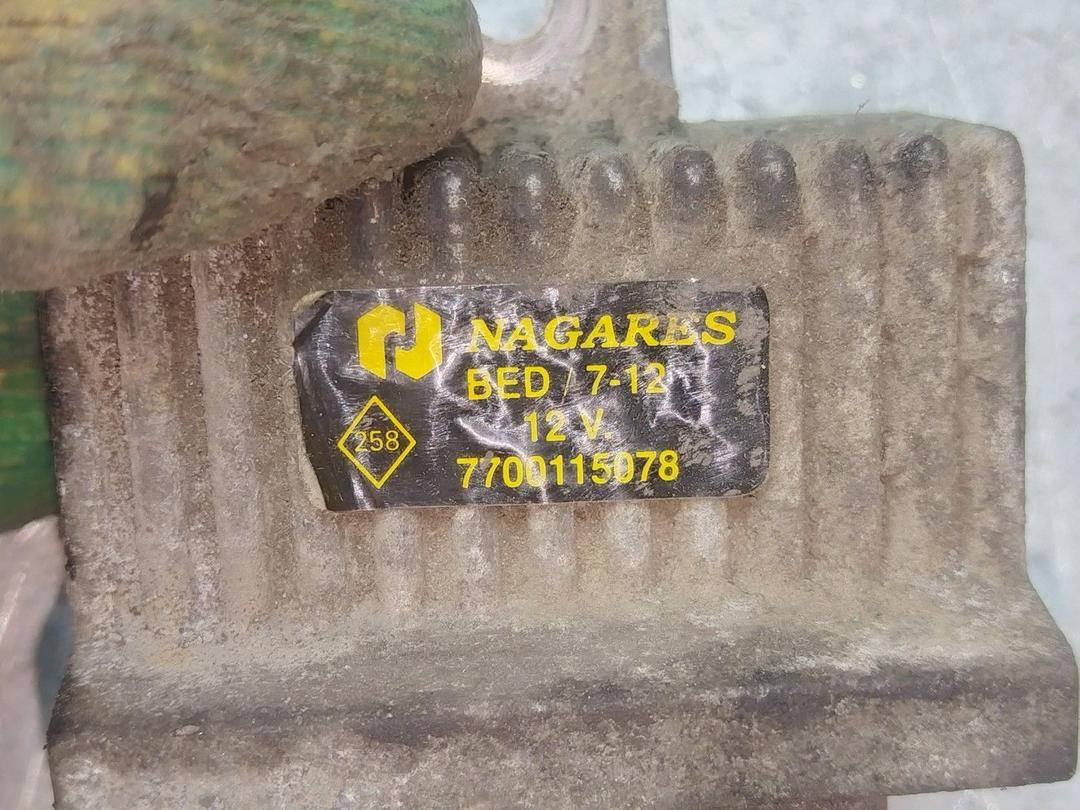 NAGARES
BED / 7-12
12 V.
258
7700115078